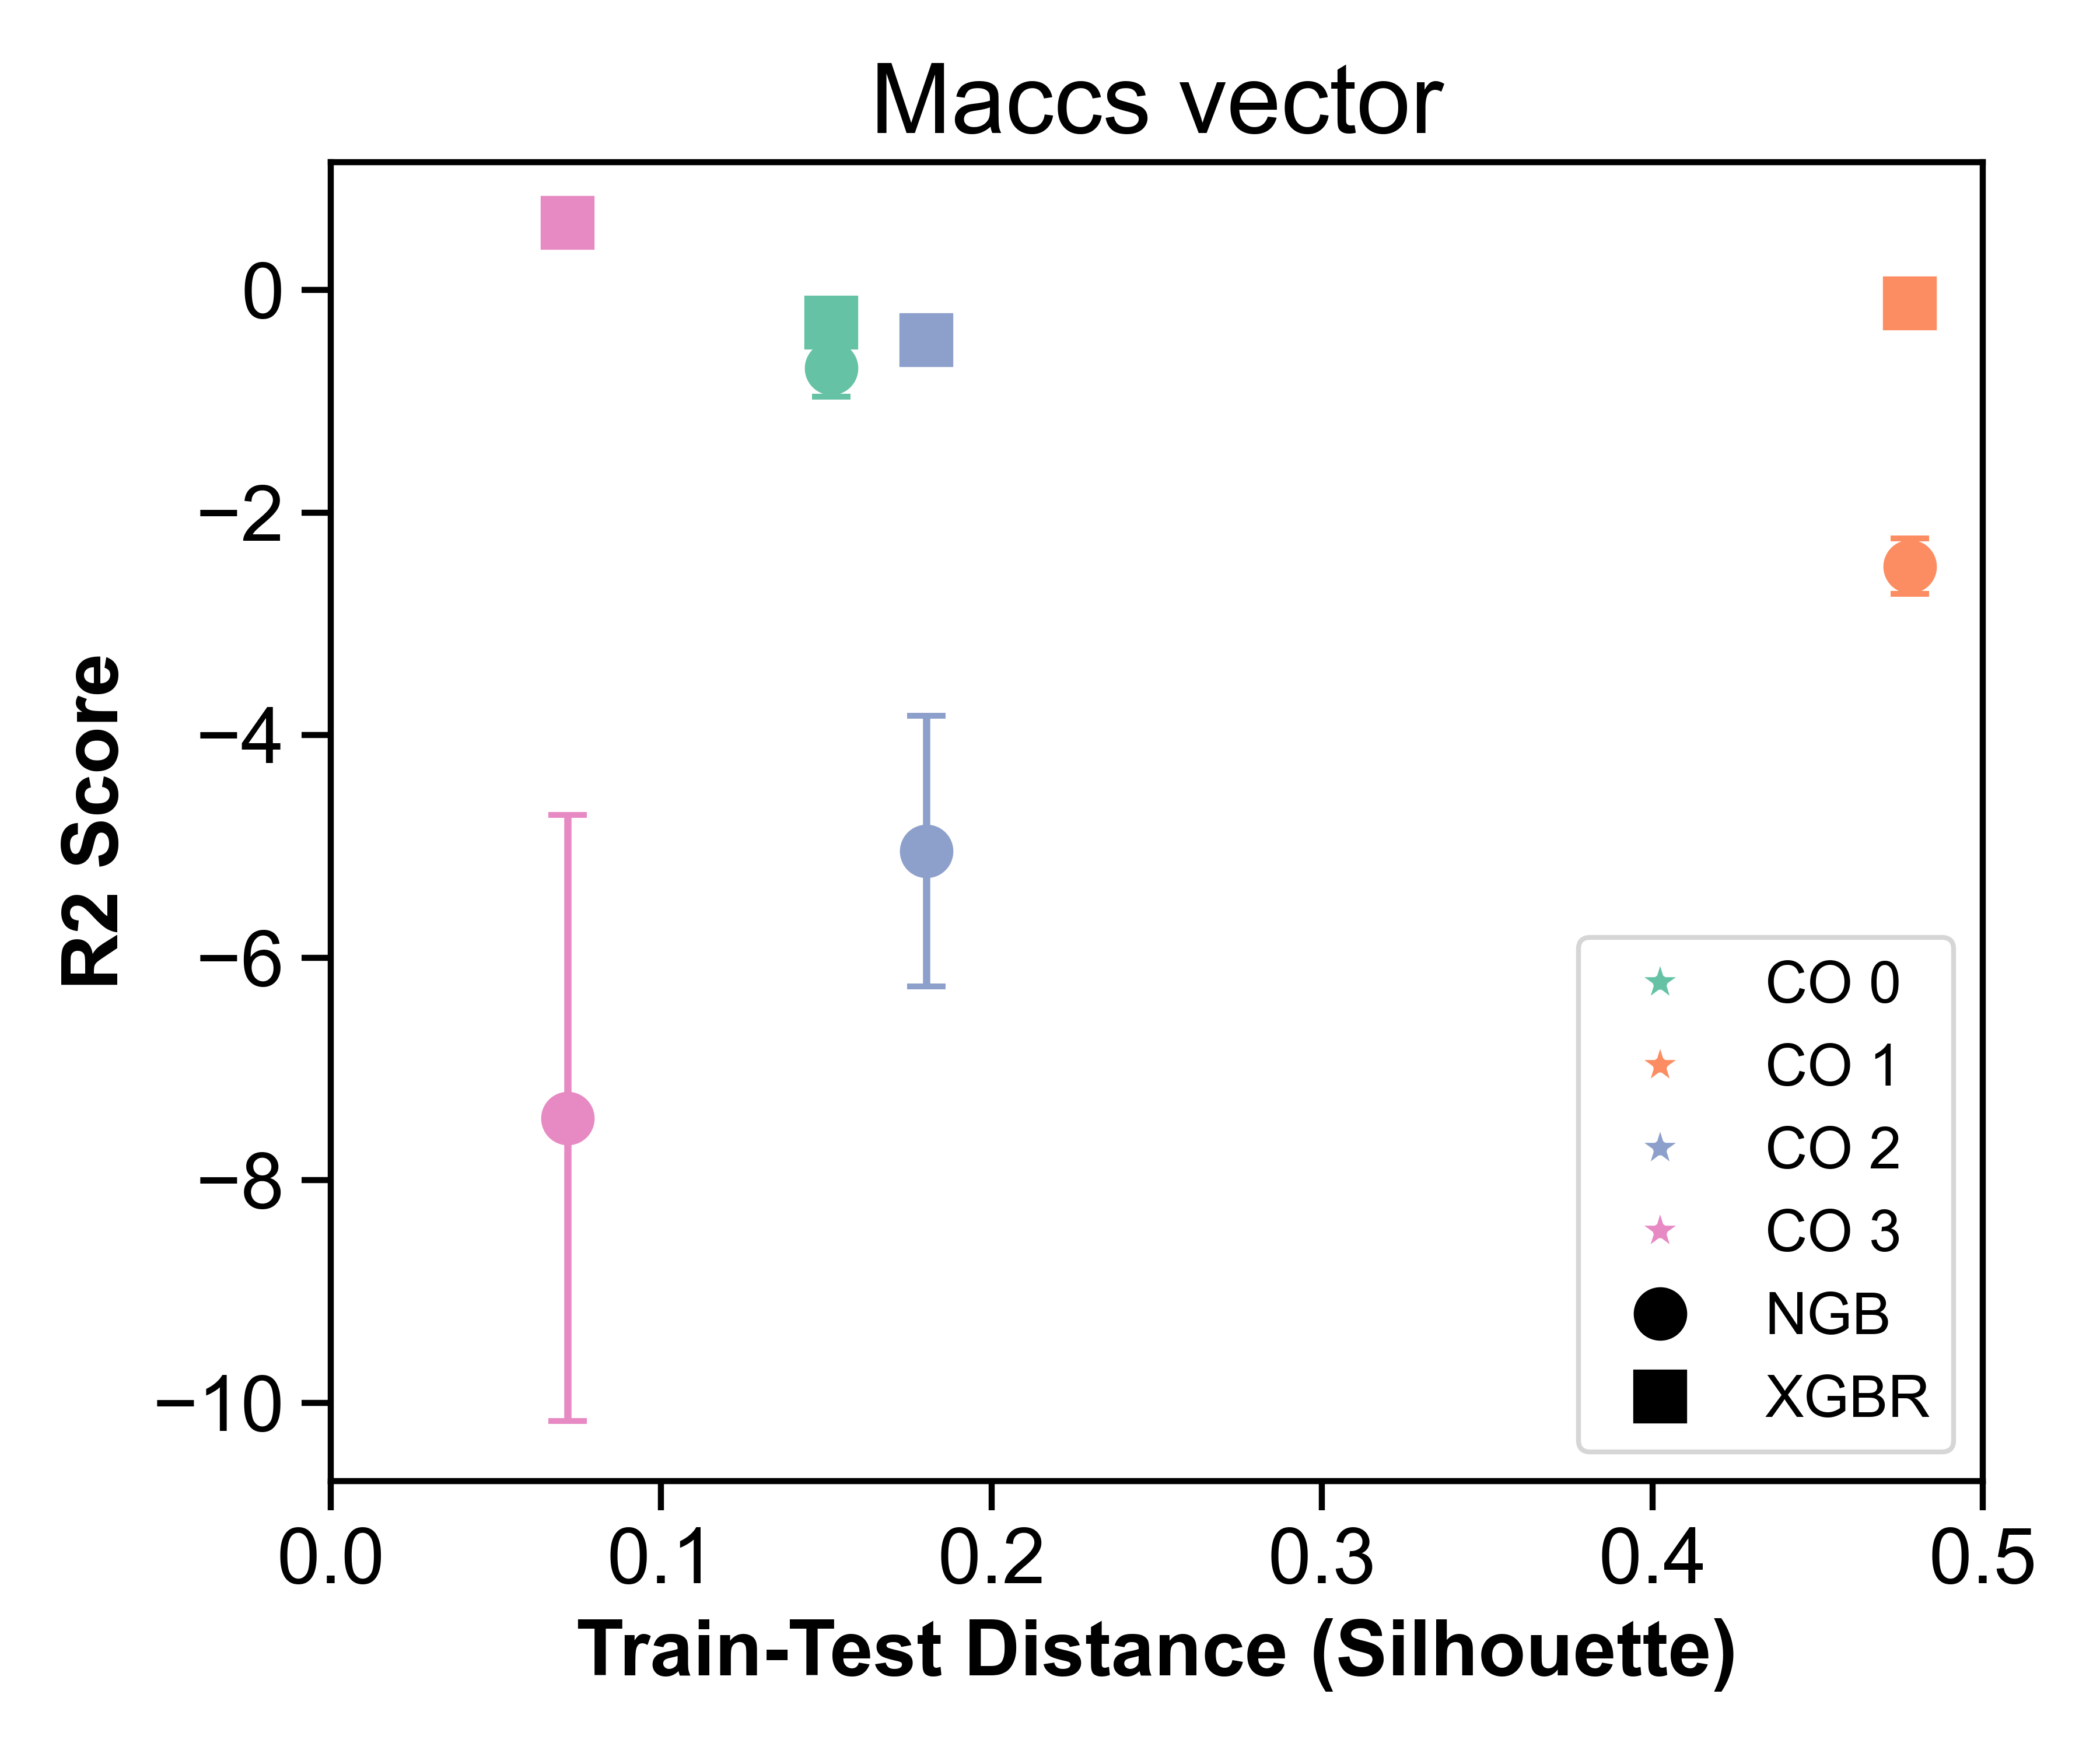 Maccs vector
R2 Score
0
−2
−4
−6
−8
−10
CO 0
CO 1
CO 2
CO 3
NGB
XGBR
0.0 0.1 0.2 0.3 0.4 0.5
Train-Test Distance (Silhouette)